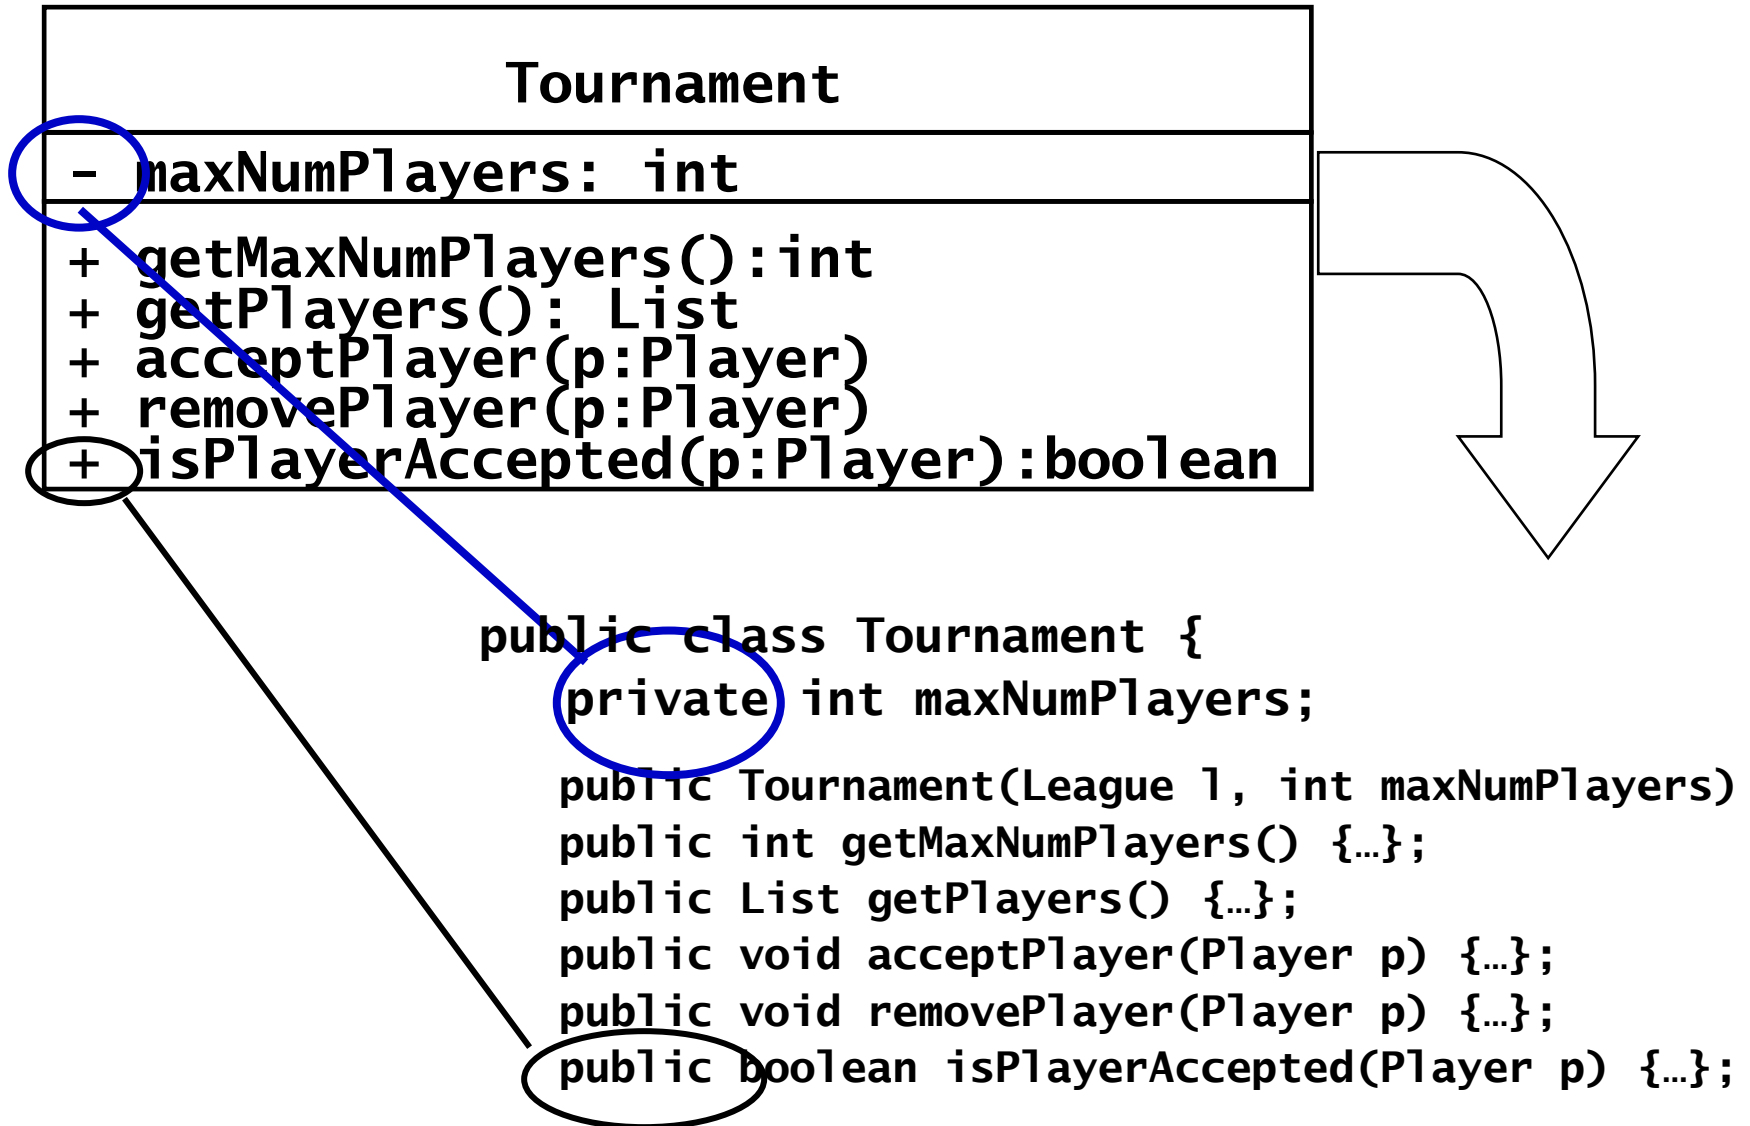 Tournament
- maxNumPlayers: int
+ getMaxNumPlayers():int
+ getPlayers(): List
+ acceptPlayer(p:Player)
+ removePlayer(p:Player)
+ isPlayerAccepted(p:Player):boolean
public class Tournament {
private int maxNumPlayers;
public Tournament(League l, int maxNumPlayers)
public int getMaxNumPlayers() {…};
public List getPlayers() {…};
public void acceptPlayer(Player p) {…};
public void removePlayer(Player p) {…};
public boolean isPlayerAccepted(Player p) {…};